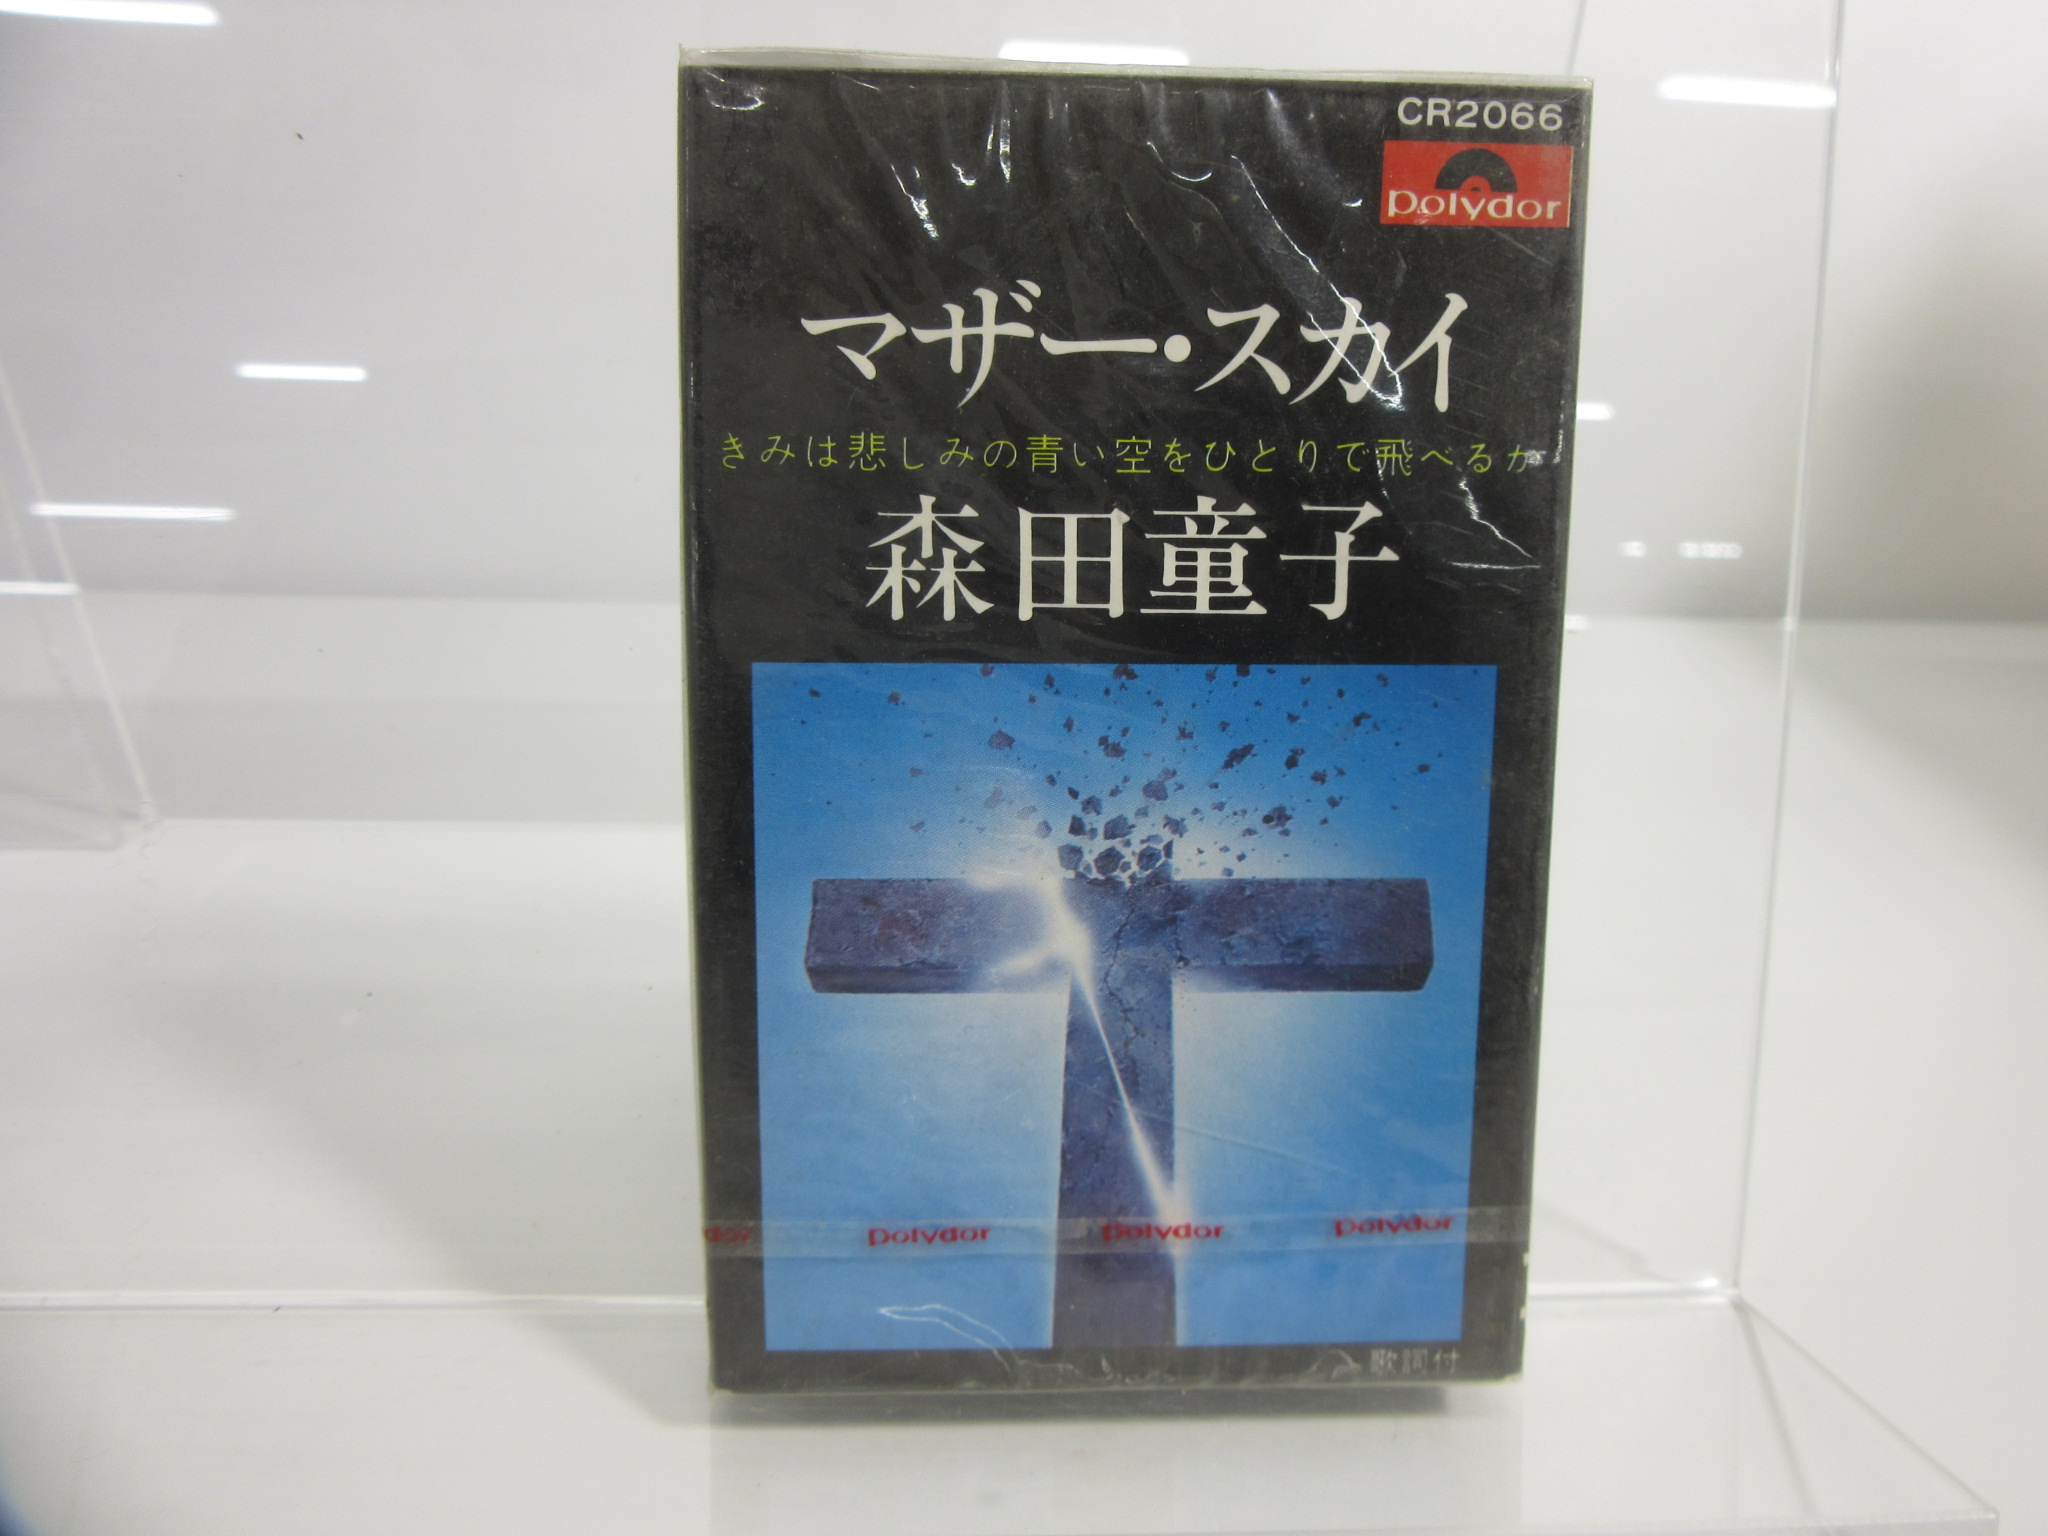 CR2066
polydor
マザー・スカイ
きみは悲しみの青い空をひとりで飛べるか
森田童子
polydor polydor polydor
歌詞付